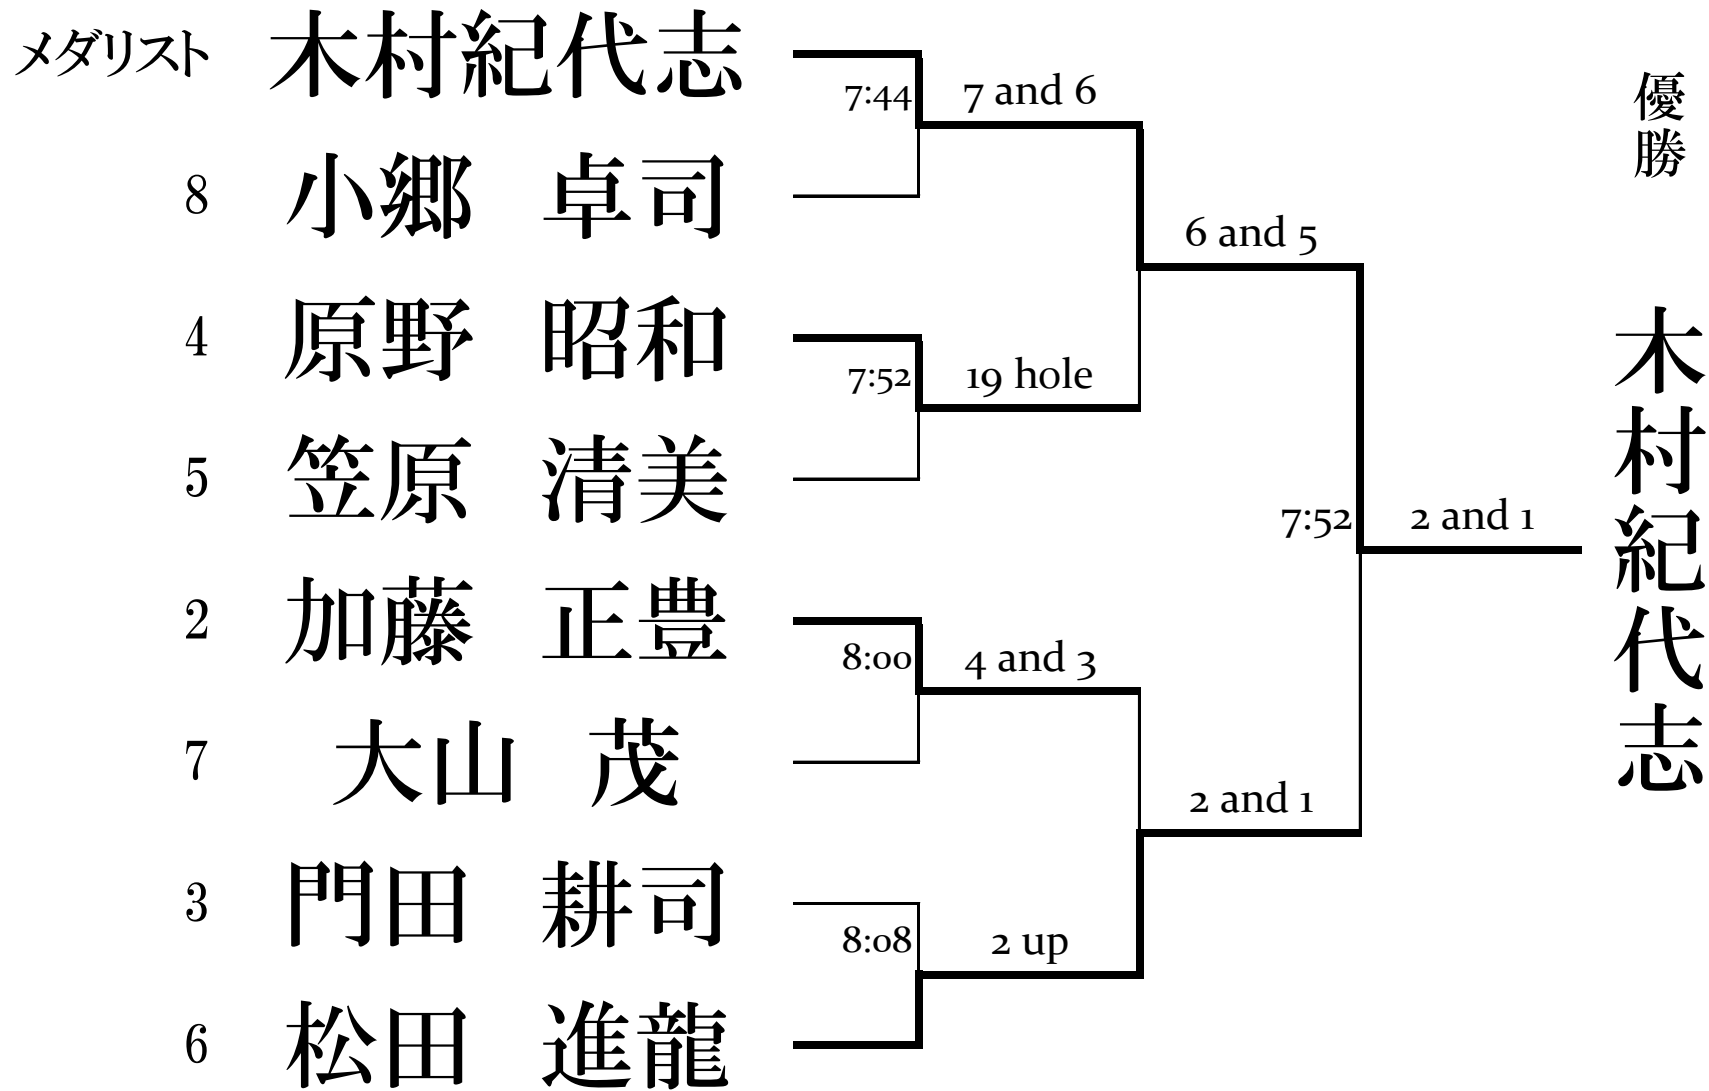 メダリスト 木村紀代志
7:44
7 and 6
8 小郷 卓司
6 and 5
4 原野 昭和
7:52
19 hole
5 笠原 清美
7:52
2 and 1
2 加藤 正豊
8:00
4 and 3
7 大山 茂
2 and 1
3 門田 耕司
8:08
2 up
6 松田 進龍
優勝
木村紀代志